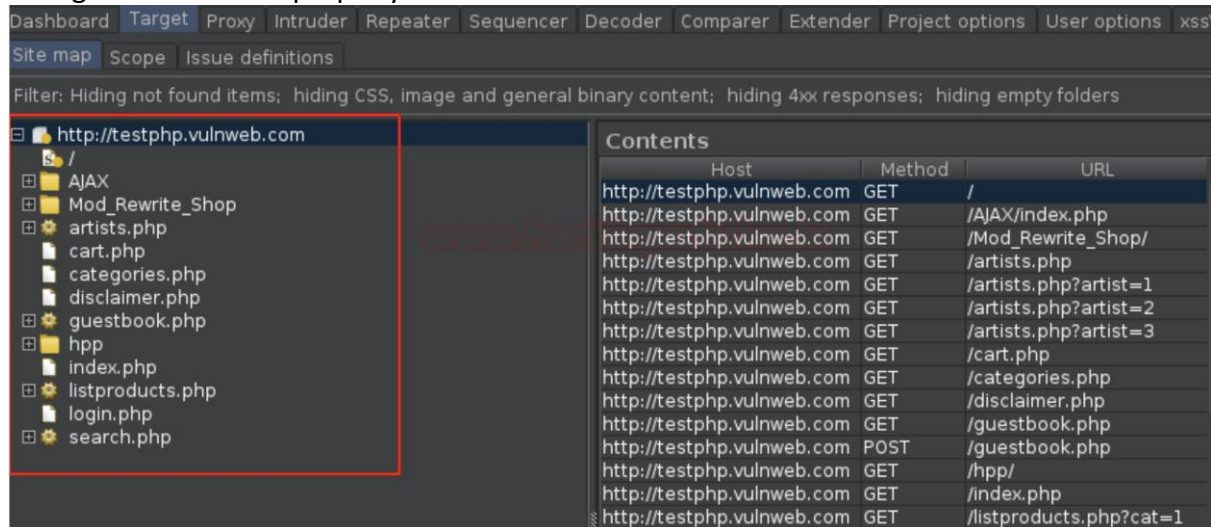 Dashboard Target Proxy Intruder Repeater Sequencer Decoder Comparer Extender Project options User options
Site map Scope Issue definitions
Filter: Hiding not found items; hiding CSS, image and general binary content; hiding 4xx responses; hiding empty folders
http://testphp.vulnweb.com
/
AJAX
Mod_Rewrite_Shop
artists.php
cart.php
categories.php
disclaimer.php
guestbook.php
hpp
index.php
listproducts.php
login.php
search.php
Contents
Host Method URL
http://testphp.vulnweb.com GET /
http://testphp.vulnweb.com GET /AJAX/index.php
http://testphp.vulnweb.com GET /Mod_Rewrite_Shop/
http://testphp.vulnweb.com GET /artists.php
http://testphp.vulnweb.com GET /artists.php?artist=1
http://testphp.vulnweb.com GET /artists.php?artist=2
http://testphp.vulnweb.com GET /artists.php?artist=3
http://testphp.vulnweb.com GET /cart.php
http://testphp.vulnweb.com GET /categories.php
http://testphp.vulnweb.com GET /disclaimer.php
http://testphp.vulnweb.com GET /guestbook.php
http://testphp.vulnweb.com POST /guestbook.php
http://testphp.vulnweb.com GET /hpp/
http://testphp.vulnweb.com GET /index.php
http://testphp.vulnweb.com GET /listproducts.php?cat=1